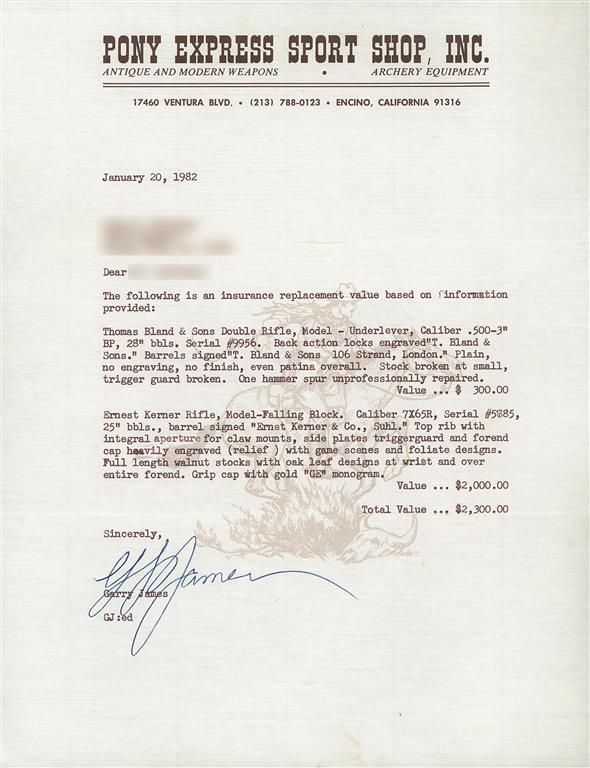 PONY EXPRESS SPORT SHOP, INC.
ANTIQUE AND MODERN WEAPONS • ARCHERY EQUIPMENT
17460 VENTURA BLVD. • (213) 788-0123 • ENCINO, CALIFORNIA 91316
January 20, 1982
Dear
The following is an insurance replacement value based on information
provided:
Thomas Bland & Sons Double Rifle, Model - Underlever, Caliber .500-3"
BP, 28" bbls. Serial #9956. Back action locks engraved"T. Bland &
Sons." Barrels signed"T. Bland & Sons 106 Strand, London." Plain,
no engraving, no finish, even patina overall. Stock broken at small,
trigger guard broken. One hammer spur unprofessionally repaired.
Value ... $ 300.00
Ernest Kerner Rifle, Model-Falling Block. Caliber 7X65R, Serial
25" bbls., barrel signed "Ernst Kerner & Co., Suhl." Top rib with
integral aperture for claw mounts, side plates triggerguard and forend
cap heavily engraved (relief) with game scenes and foliate designs.
Full length walnut stocks with oak leaf designs at wrist and over
entire forend. Grip cap with gold "GE" monogram.
Value ... $2,000.00
Total Value ... $2,300.00
Sincerely,
Garry James
GJ:ed